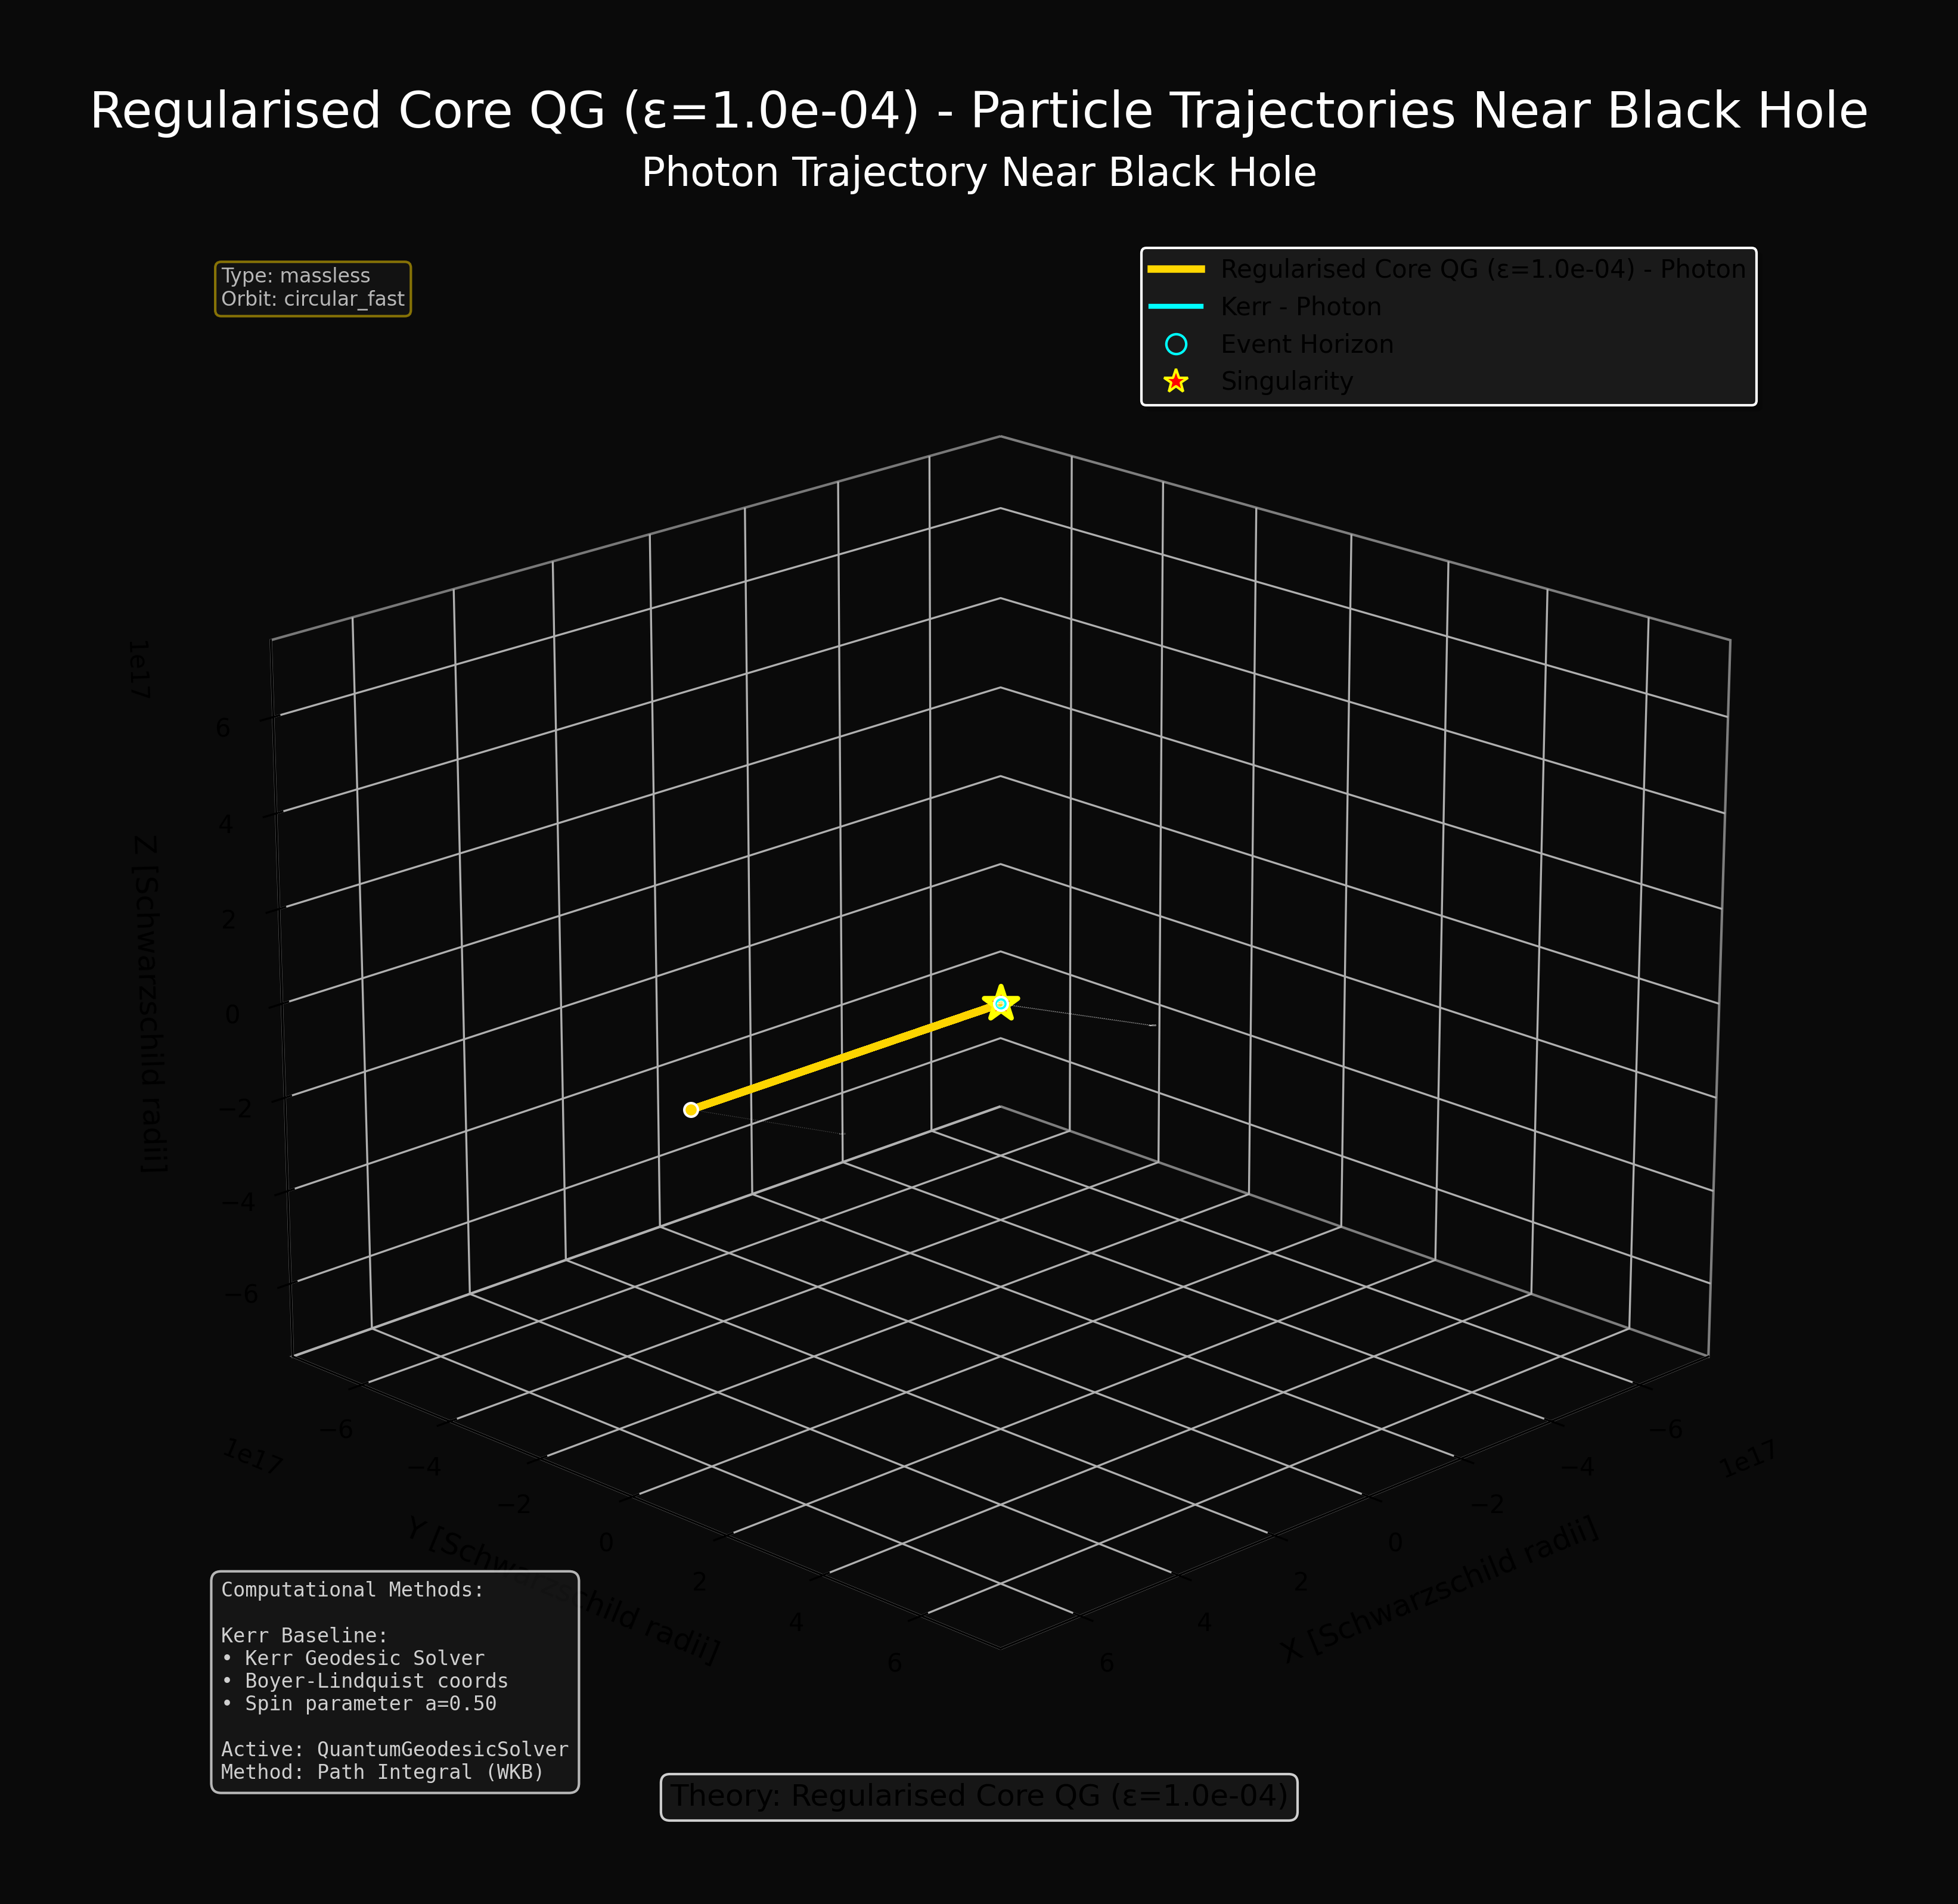 Regularised Core QG (ε=1.0e-04) - Particle Trajectories Near Black Hole
Photon Trajectory Near Black Hole
Type: massless
Orbit: circular_fast
Regularised Core QG (ε=1.0e-04) - Photon
Kerr - Photon
Event Horizon
Singularity
1e17
6
4
2
0
−2
−4
−6
Z [Schwarzschild radii]
1e17
−6
−4
−2
0
2
4
6
Y [Schwarzschild radii]
1e17
−6
−4
−2
0
2
4
6
X [Schwarzschild radii]
Computational Methods:
Kerr Baseline:
• Kerr Geodesic Solver
• Boyer-Lindquist coords
• Spin parameter a=0.50
Active: QuantumGeodesicSolver
Method: Path Integral (WKB)
Theory: Regularised Core QG (ε=1.0e-04)